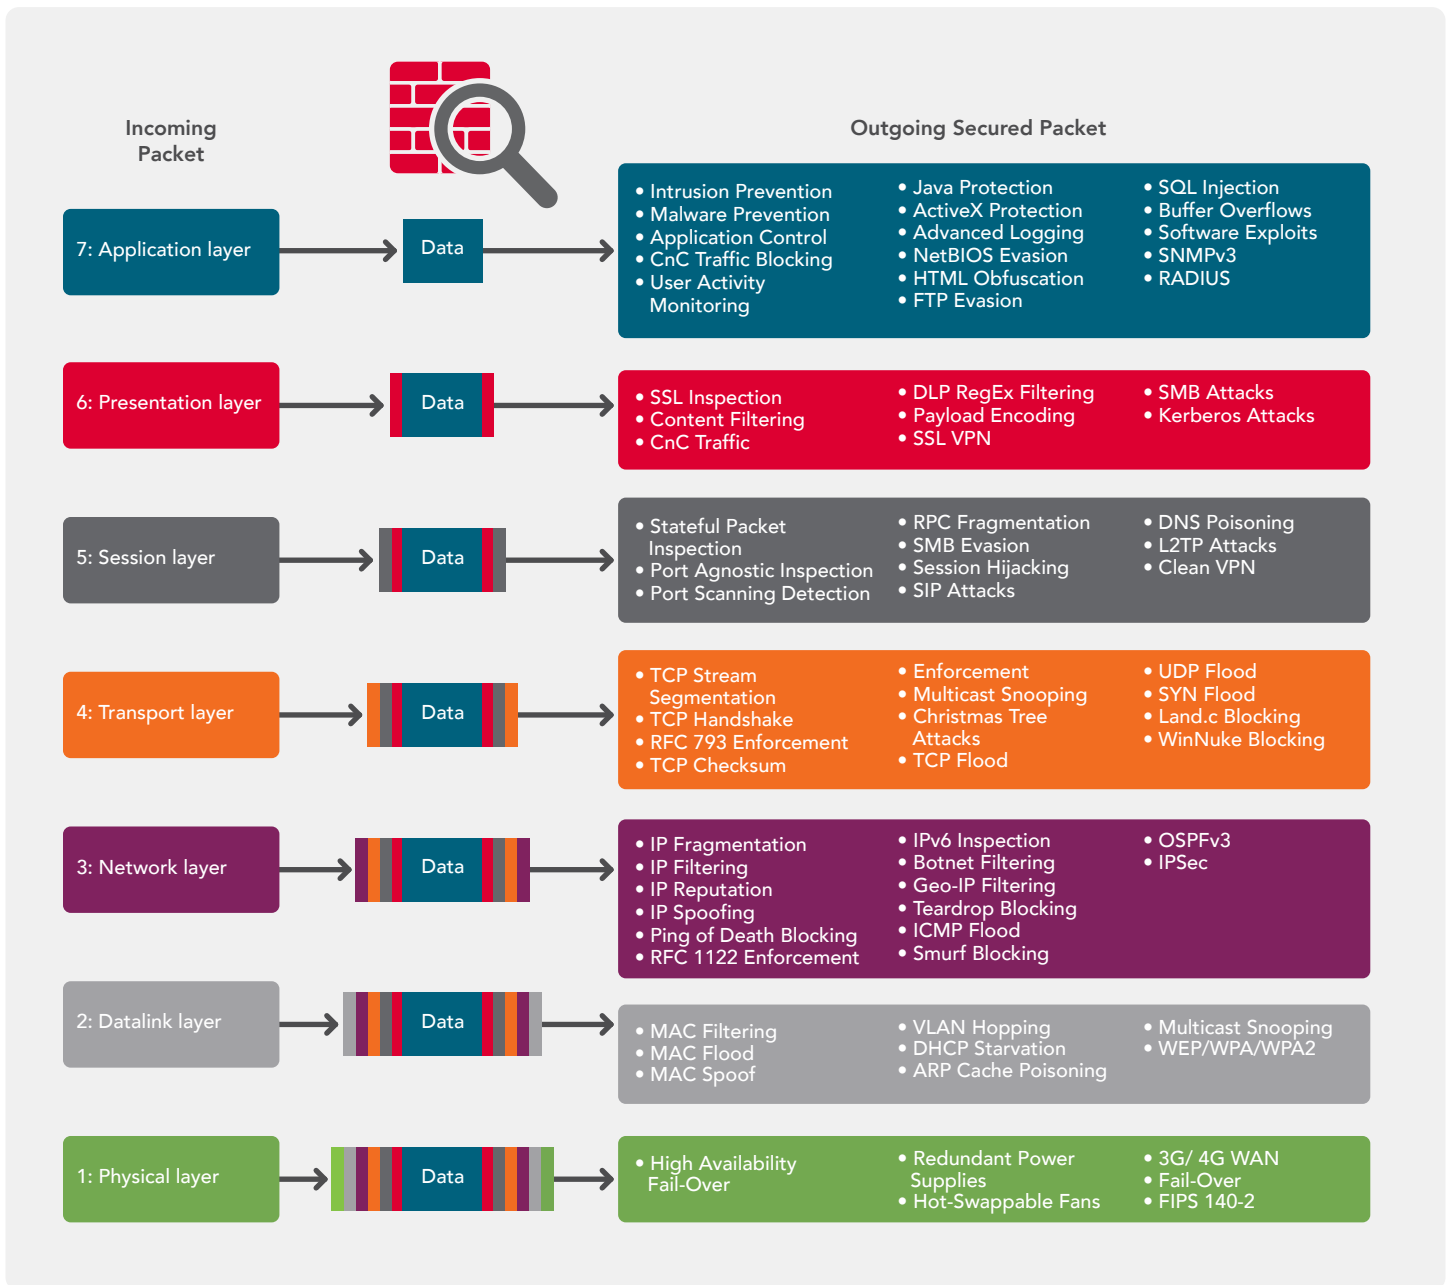 Incoming
Packet
Outgoing Secured Packet
7: Application layer
Data
• Intrusion Prevention
• Malware Prevention
• Application Control
• CnC Traffic Blocking
• User Activity
Monitoring
• Java Protection
• ActiveX Protection
• Advanced Logging
• NetBIOS Evasion
• HTML Obfuscation
• FTP Evasion
• SQL Injection
• Buffer Overflows
• Software Exploits
• SNMPv3
• RADIUS
6: Presentation layer
Data
• SSL Inspection
• Content Filtering
• CnC Traffic
• DLP RegEx Filtering
• Payload Encoding
• SSL VPN
• SMB Attacks
• Kerberos Attacks
5: Session layer
Data
• Stateful Packet
Inspection
• Port Agnostic Inspection
• Port Scanning Detection
• RPC Fragmentation
• SMB Evasion
• Session Hijacking
• SIP Attacks
• DNS Poisoning
• L2TP Attacks
• Clean VPN
4: Transport layer
Data
• TCP Stream
Segmentation
• TCP Handshake
• RFC 793 Enforcement
• TCP Checksum
• Enforcement
• Multicast Snooping
• Christmas Tree
Attacks
• TCP Flood
• UDP Flood
• SYN Flood
• Land.c Blocking
• WinNuke Blocking
3: Network layer
Data
• IP Fragmentation
• IP Filtering
• IP Reputation
• IP Spoofing
• Ping of Death Blocking
• RFC 1122 Enforcement
• IPv6 Inspection
• Botnet Filtering
• Geo-IP Filtering
• Teardrop Blocking
• ICMP Flood
• Smurf Blocking
• OSPFv3
• IPSec
2: Datalink layer
Data
• MAC Filtering
• MAC Flood
• MAC Spoof
• VLAN Hopping
• DHCP Starvation
• ARP Cache Poisoning
• Multicast Snooping
• WEP/WPA/WPA2
1: Physical layer
Data
• High Availability
Fail-Over
• Redundant Power
Supplies
• Hot-Swappable Fans
• 3G/ 4G WAN
• Fail-Over
• FIPS 140-2